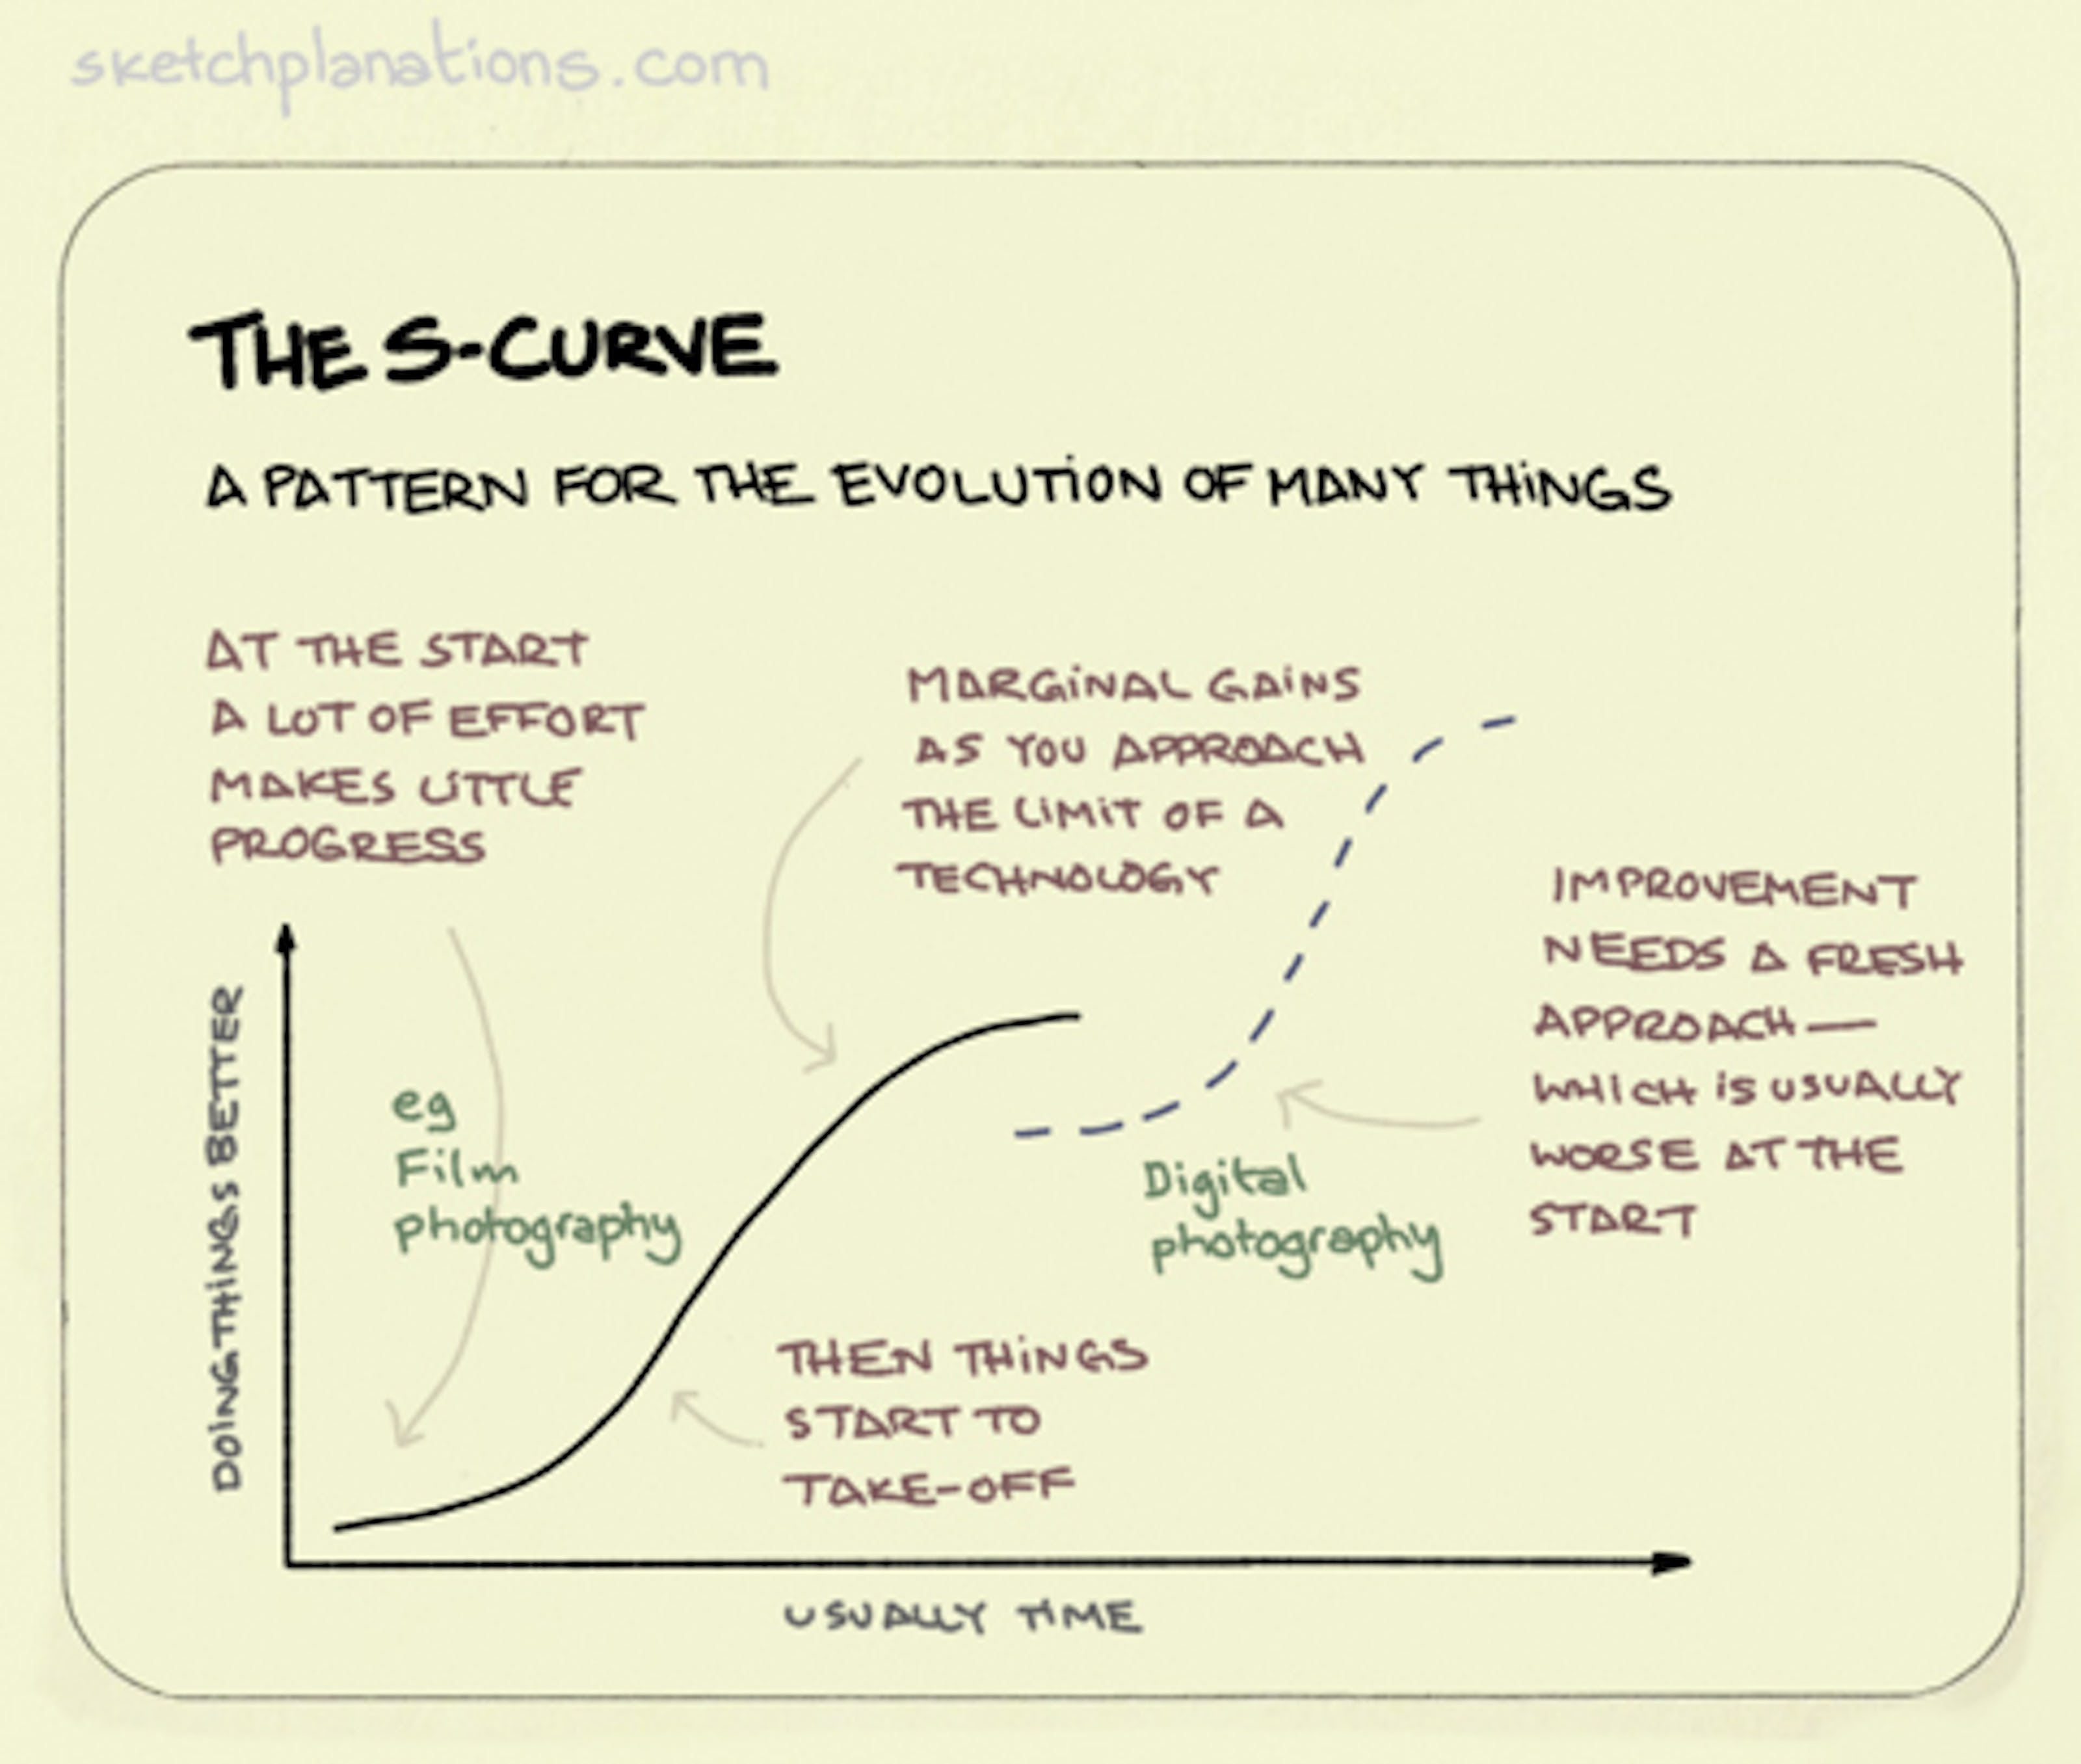 sketchplanations.com
THE S-CURVE
A PATTERN FOR THE EVOLUTION OF MANY THINGS
AT THE START
A LOT OF EFFORT
MAKES LITTLE
PROGRESS
MARGINAL GAINS
AS YOU APPROACH
THE LIMIT OF A
TECHNOLOGY
IMPROVEMENT
NEEDS A FRESH
APPROACH —
WHICH IS USUALLY
WORSE AT THE
START
DOING THINGS BETTER
eg
Film
photography
Digital
photography
THEN THINGS
START TO
TAKE-OFF
USUALLY TIME